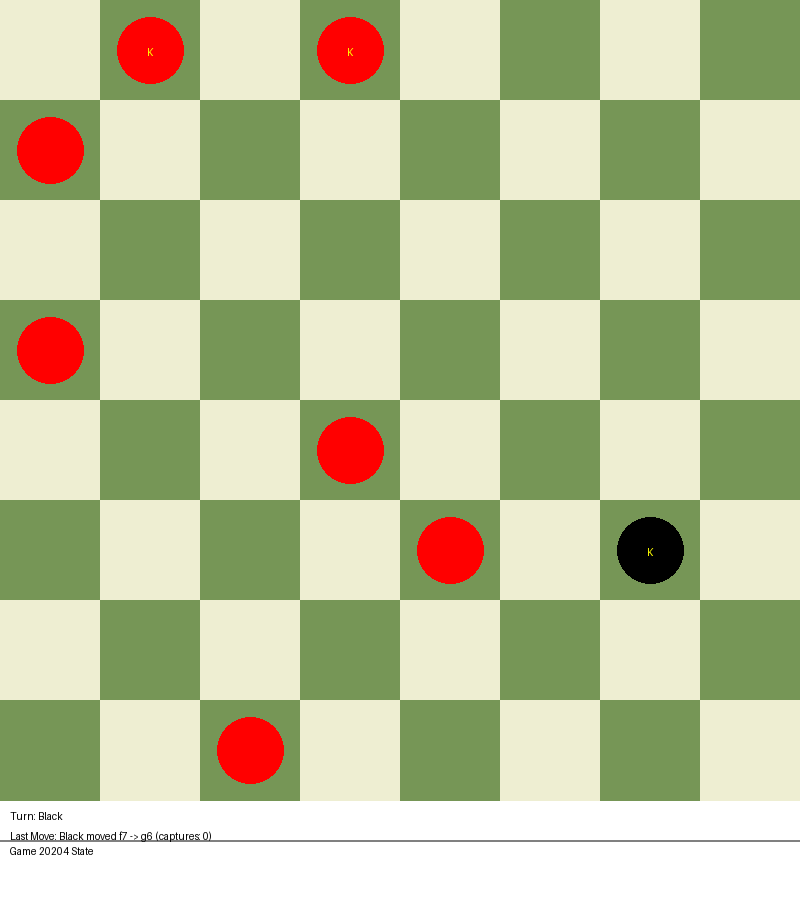 K K
K
Turn: Black
Last Move: Black moved f7 -> g6 (captures: 0)
Game 20204 State